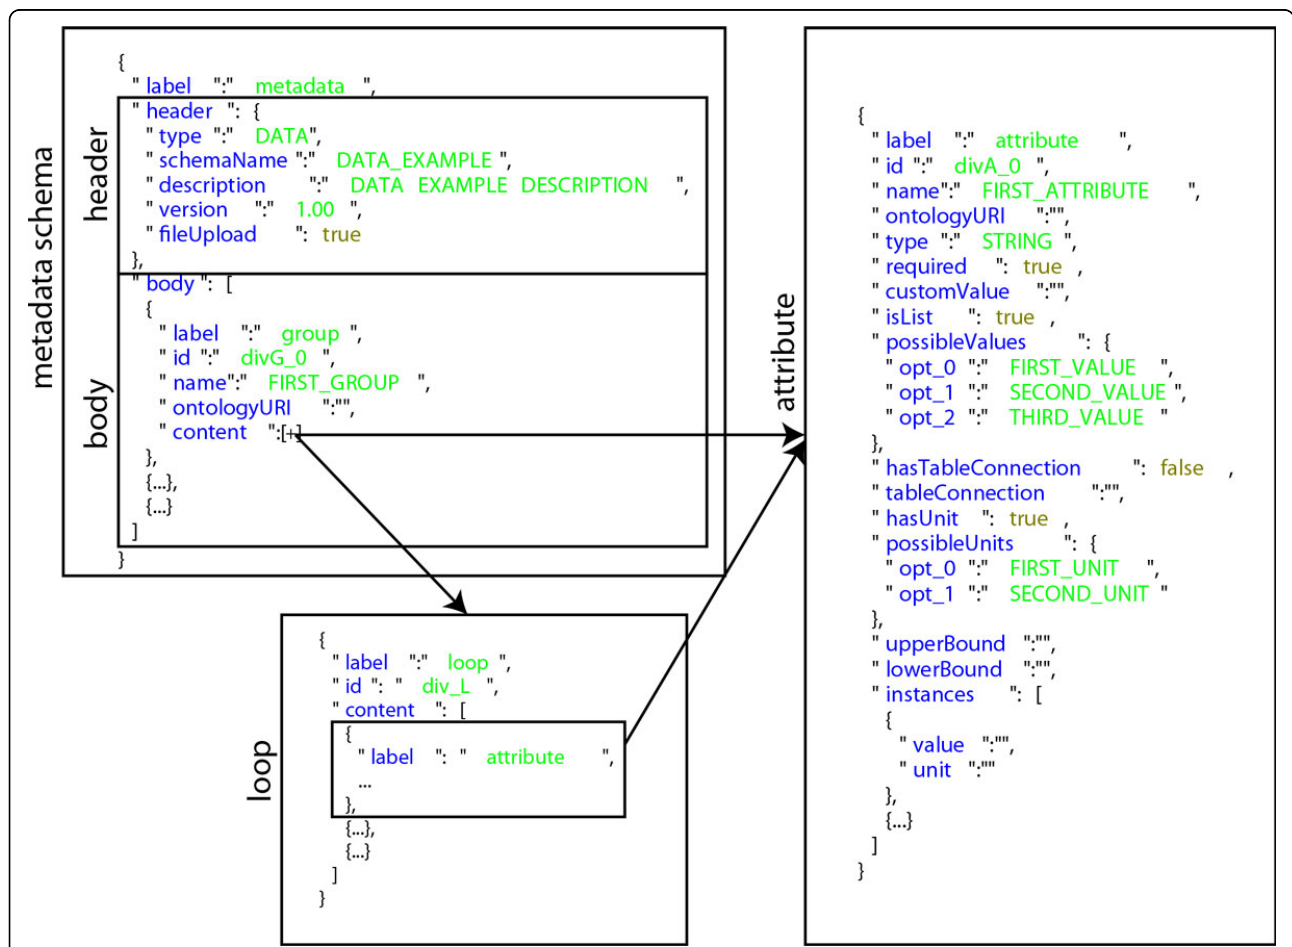 metadata schema
{
"label":"metadata",
header
"header": {
"type":"DATA",
"schemaName":"DATA_EXAMPLE",
"description":"DATA EXAMPLE DESCRIPTION",
"version":"1.00",
"fileUpload": true
},
body
"body": [
{
"label":"group",
"id":"divG_0",
"name":"FIRST_GROUP",
"ontologyURI":"",
"content":[+]
},
{...},
{...}
]
}
loop
{
"label":"loop",
"id": "div_L",
"content": [
{
"label": "attribute",
...
},
{...},
{...}
]
}
attribute
{
"label":"attribute",
"id":"divA_0",
"name":"FIRST_ATTRIBUTE",
"ontologyURI":"",
"type":"STRING",
"required": true,
"customValue":"",
"isList": true,
"possibleValues": {
"opt_0":"FIRST_VALUE",
"opt_1":"SECOND_VALUE",
"opt_2":"THIRD_VALUE"
},
"hasTableConnection": false,
"tableConnection":"",
"hasUnit": true,
"possibleUnits": {
"opt_0":"FIRST_UNIT",
"opt_1":"SECOND_UNIT"
},
"upperBound":"",
"lowerBound":"",
"instances": [
{
"value":"",
"unit":""
},
{...}
]
}